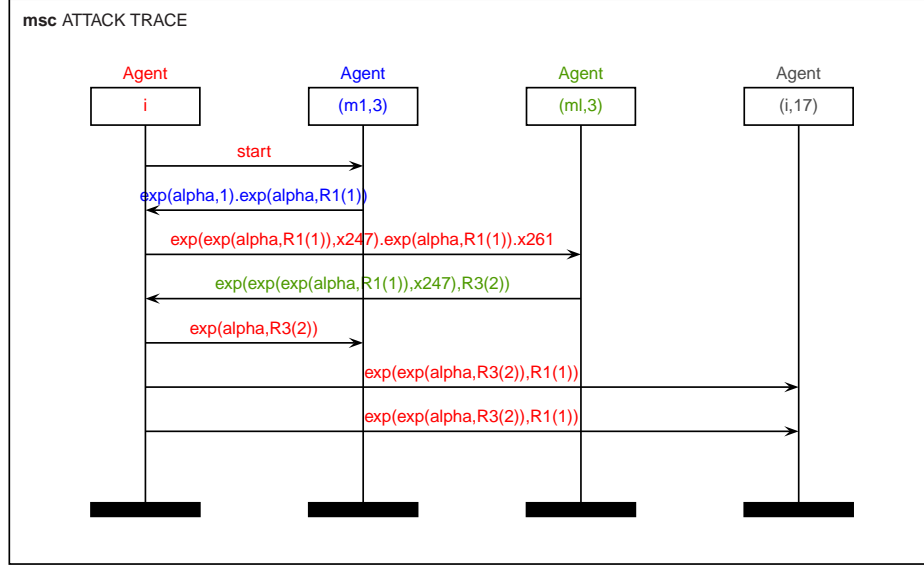 msc ATTACK TRACE
Agent Agent Agent Agent
i (m1,3) (ml,3) (i,17)
start
exp(alpha,1).exp(alpha,R1(1))
exp(exp(alpha,R1(1)),x247).exp(alpha,R1(1)).x261
exp(exp(exp(alpha,R1(1)),x247),R3(2))
exp(alpha,R3(2))
exp(exp(alpha,R3(2)),R1(1))
exp(exp(alpha,R3(2)),R1(1))